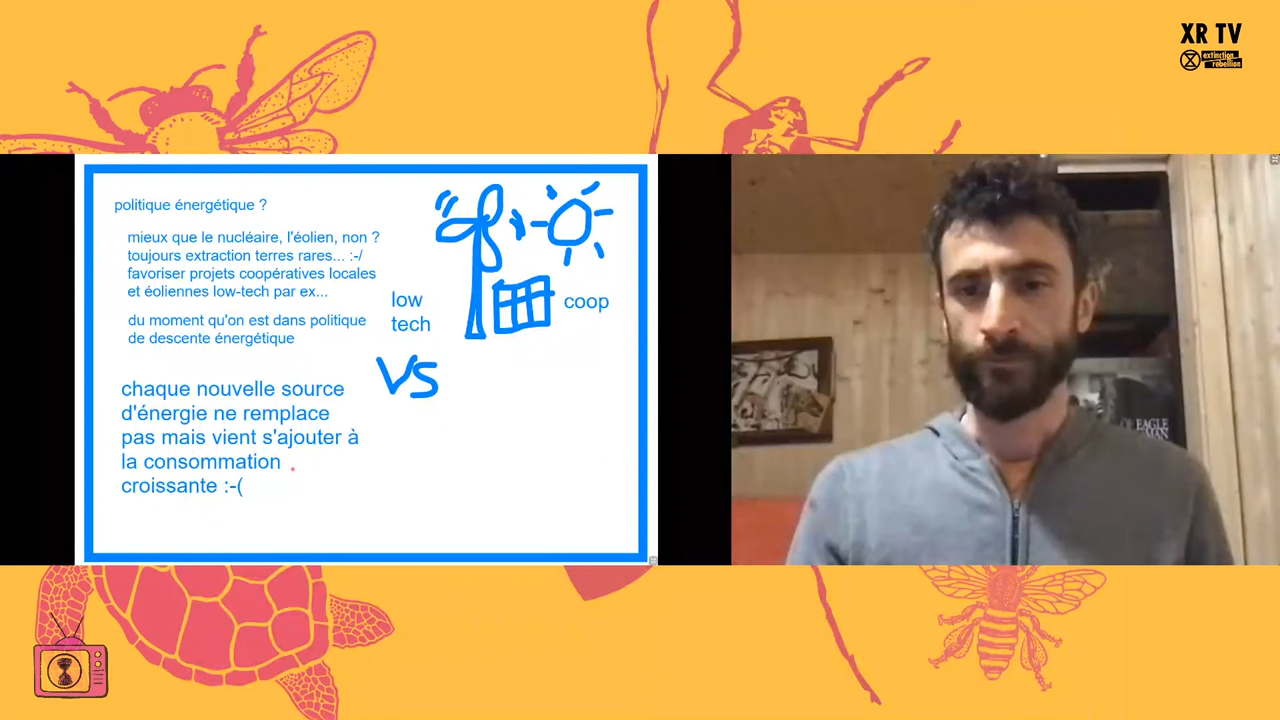 XR TV
extinction
rebellion
politique énergétique ?
mieux que le nucléaire, l'éolien, non ?
toujours extraction terres rares... :-/
favoriser projets coopératives locales
et éoliennes low-tech par ex...
du moment qu'on est dans politique
de descente énergétique
low
tech
coop
VS
chaque nouvelle source
d'énergie ne remplace
pas mais vient s'ajouter à
la consommation
croissante :-(
OF EAGLE
MAN